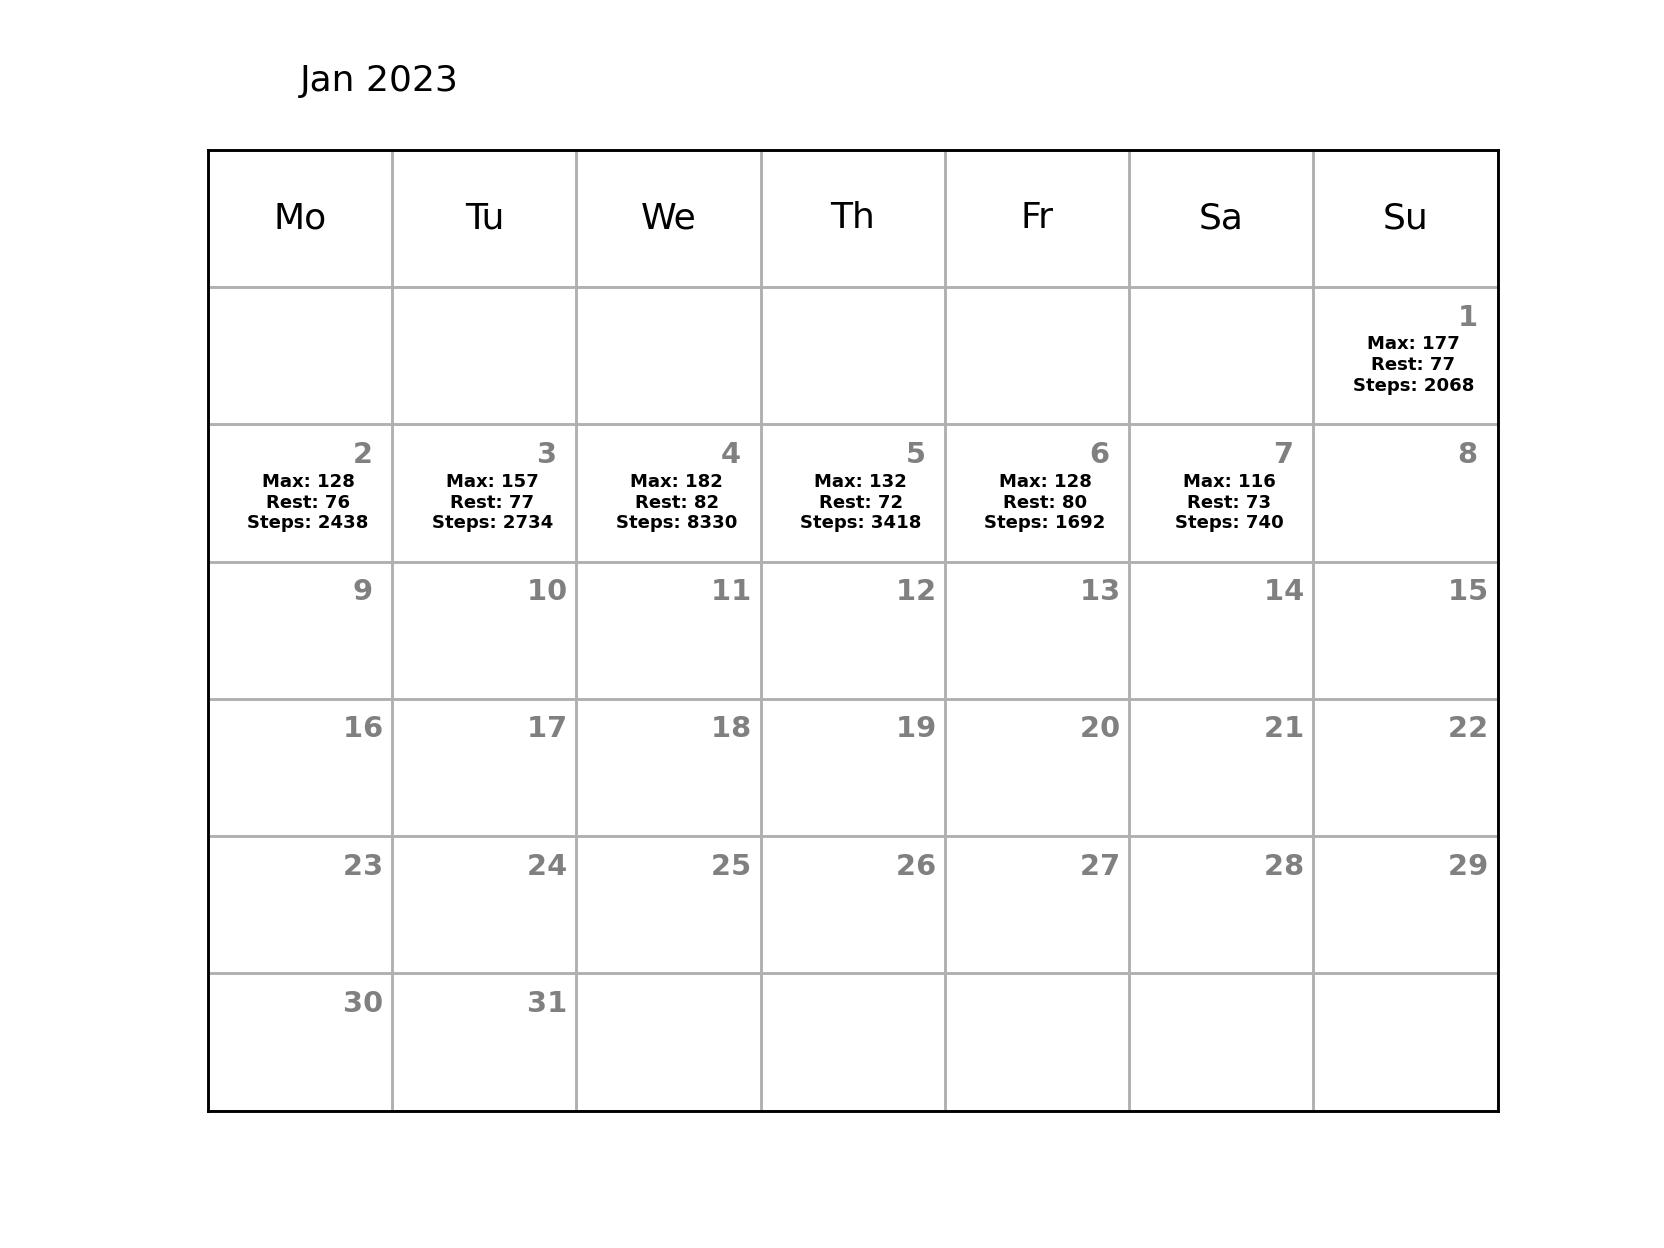 Jan 2023
Mo Tu We Th Fr Sa Su
1
Max: 177
Rest: 77
Steps: 2068
2 3 4 5 6 7 8
Max: 128 Max: 157 Max: 182 Max: 132 Max: 128 Max: 116
Rest: 76 Rest: 77 Rest: 82 Rest: 72 Rest: 80 Rest: 73
Steps: 2438 Steps: 2734 Steps: 8330 Steps: 3418 Steps: 1692 Steps: 740
9 10 11 12 13 14 15
16 17 18 19 20 21 22
23 24 25 26 27 28 29
30 31